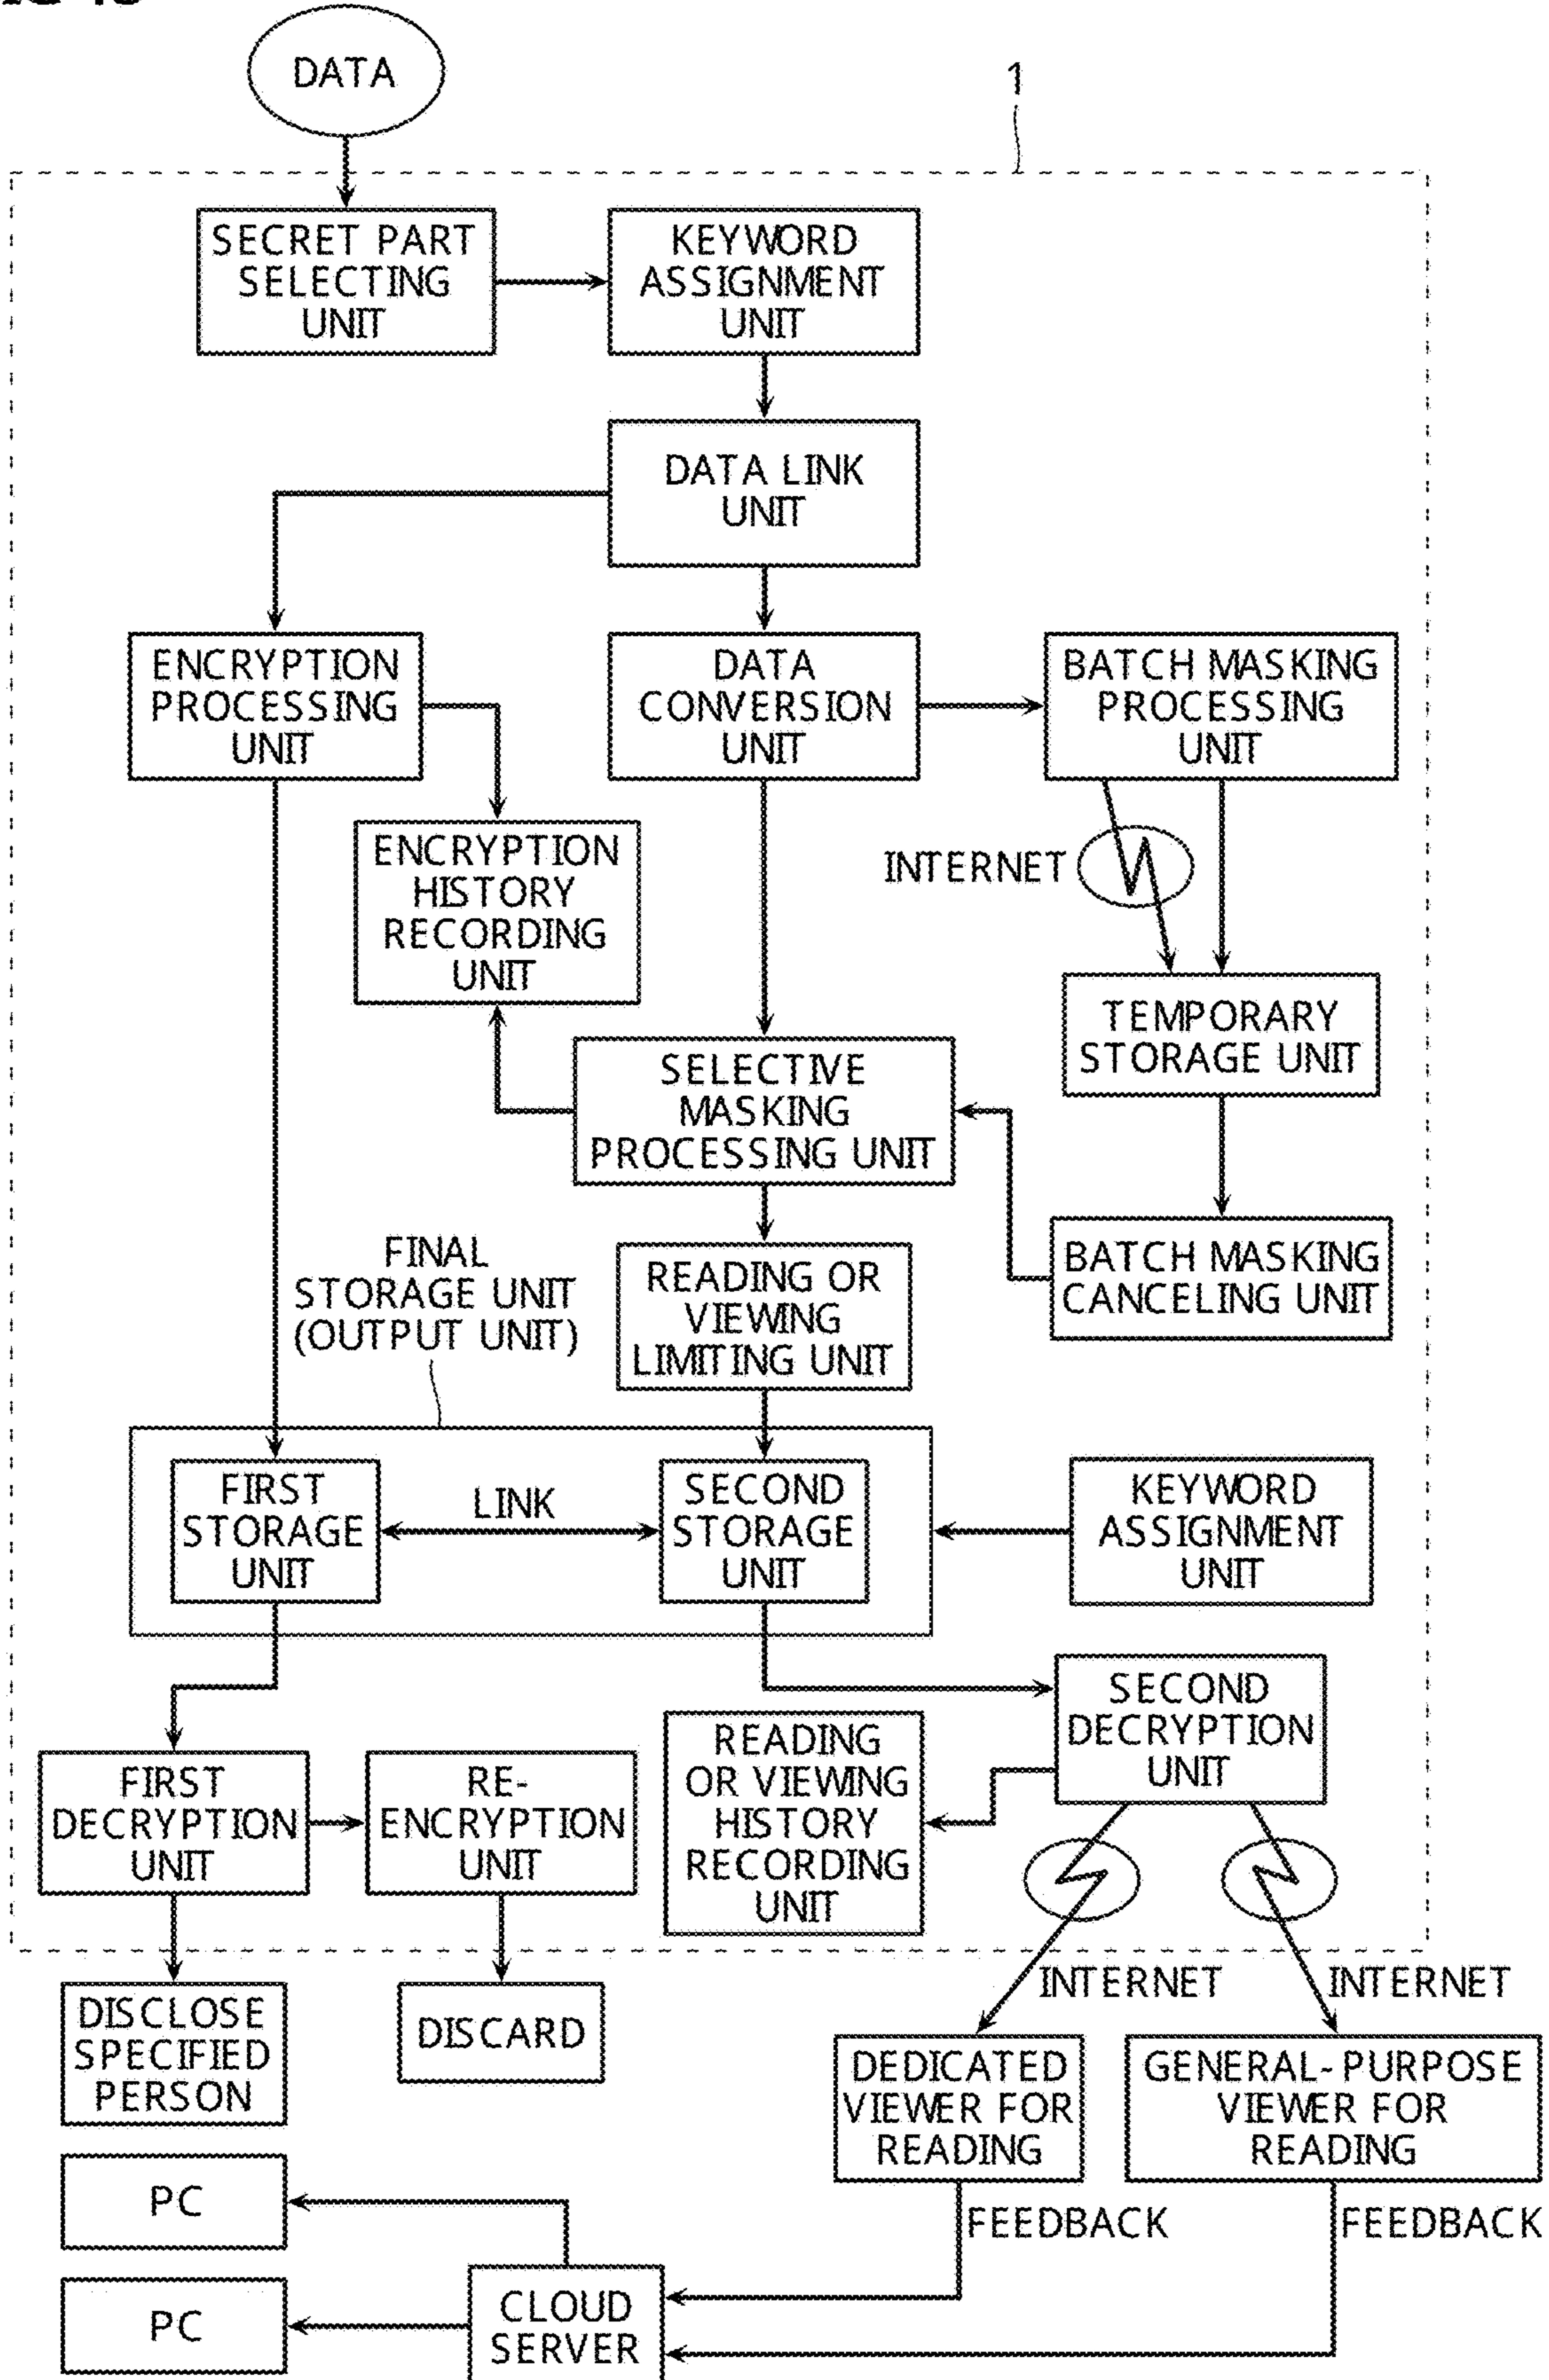 DATA
1
SECRET PART
SELECTING
UNIT
KEYWORD
ASSIGNMENT
UNIT
DATA LINK
UNIT
ENCRYPTION
PROCESSING
UNIT
DATA
CONVERSION
UNIT
BATCH MASKING
PROCESSING
UNIT
ENCRYPTION
HISTORY
RECORDING
UNIT
INTERNET
TEMPORARY
STORAGE UNIT
SELECTIVE
MASKING
PROCESSING UNIT
BATCH MASKING
CANCELING UNIT
FINAL
STORAGE UNIT
(OUTPUT UNIT)
READING OR
VIEWING
LIMITING UNIT
FIRST
STORAGE
UNIT
LINK
SECOND
STORAGE
UNIT
KEYWORD
ASSIGNMENT
UNIT
SECOND
DECRYPTION
UNIT
FIRST
DECRYPTION
UNIT
RE-
ENCRYPTION
UNIT
READING
OR VIEWING
HISTORY
RECORDING
UNIT
INTERNET
INTERNET
DISCLOSE
SPECIFIED
PERSON
DISCARD
DEDICATED
VIEWER FOR
READING
GENERAL-PURPOSE
VIEWER FOR
READING
PC
FEEDBACK
FEEDBACK
PC
CLOUD
SERVER